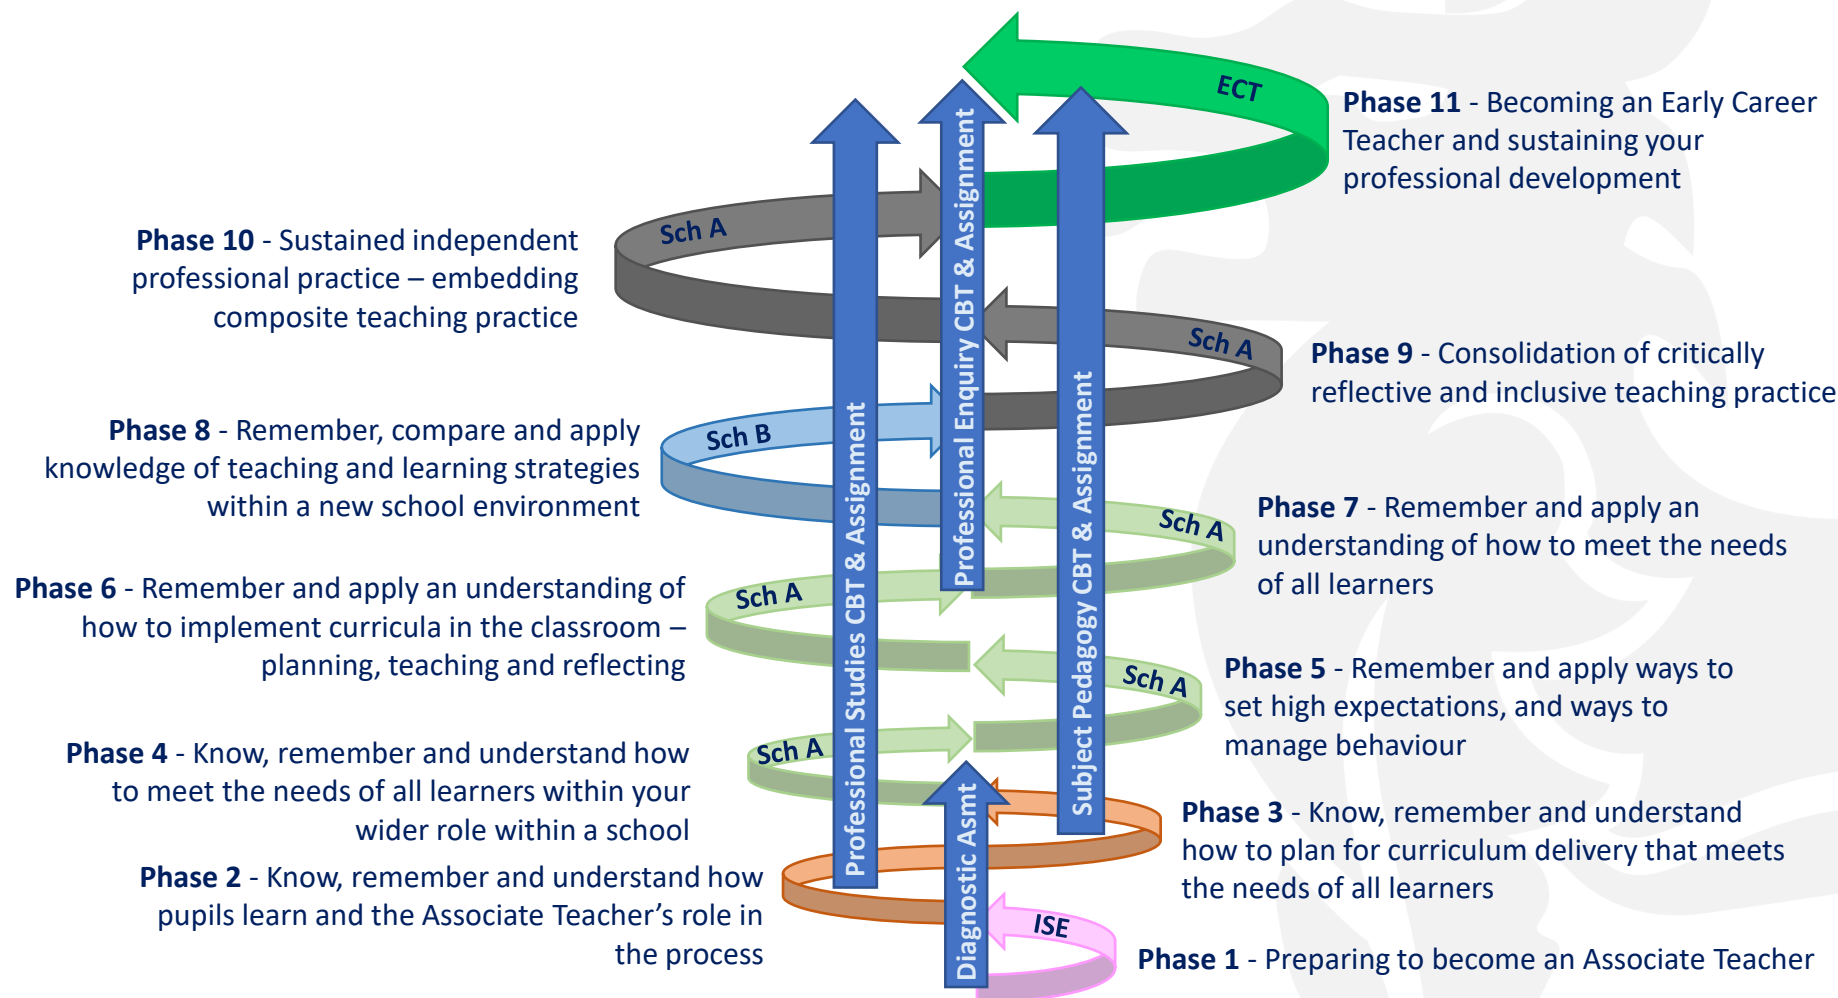 ECT
Phase 11 - Becoming an Early Career
Teacher and sustaining your
professional development
Sch A
Phase 10 - Sustained independent
professional practice – embedding
composite teaching practice
Sch A
Phase 9 - Consolidation of critically
reflective and inclusive teaching practice
Sch B
Phase 8 - Remember, compare and apply
knowledge of teaching and learning strategies
within a new school environment
Sch A
Phase 7 - Remember and apply an
understanding of how to meet the needs
of all learners
Sch A
Phase 6 - Remember and apply an understanding of
how to implement curricula in the classroom –
planning, teaching and reflecting
Sch A
Phase 5 - Remember and apply ways to
set high expectations, and ways to
manage behaviour
Sch A
Phase 4 - Know, remember and understand how
to meet the needs of all learners within your
wider role within a school
Phase 3 - Know, remember and understand
how to plan for curriculum delivery that meets
the needs of all learners
Phase 2 - Know, remember and understand how
pupils learn and the Associate Teacher’s role in
the process
ISE
Phase 1 - Preparing to become an Associate Teacher
Professional Studies CBT & Assignment
Professional Enquiry CBT & Assignment
Subject Pedagogy CBT & Assignment
Diagnostic Asmt